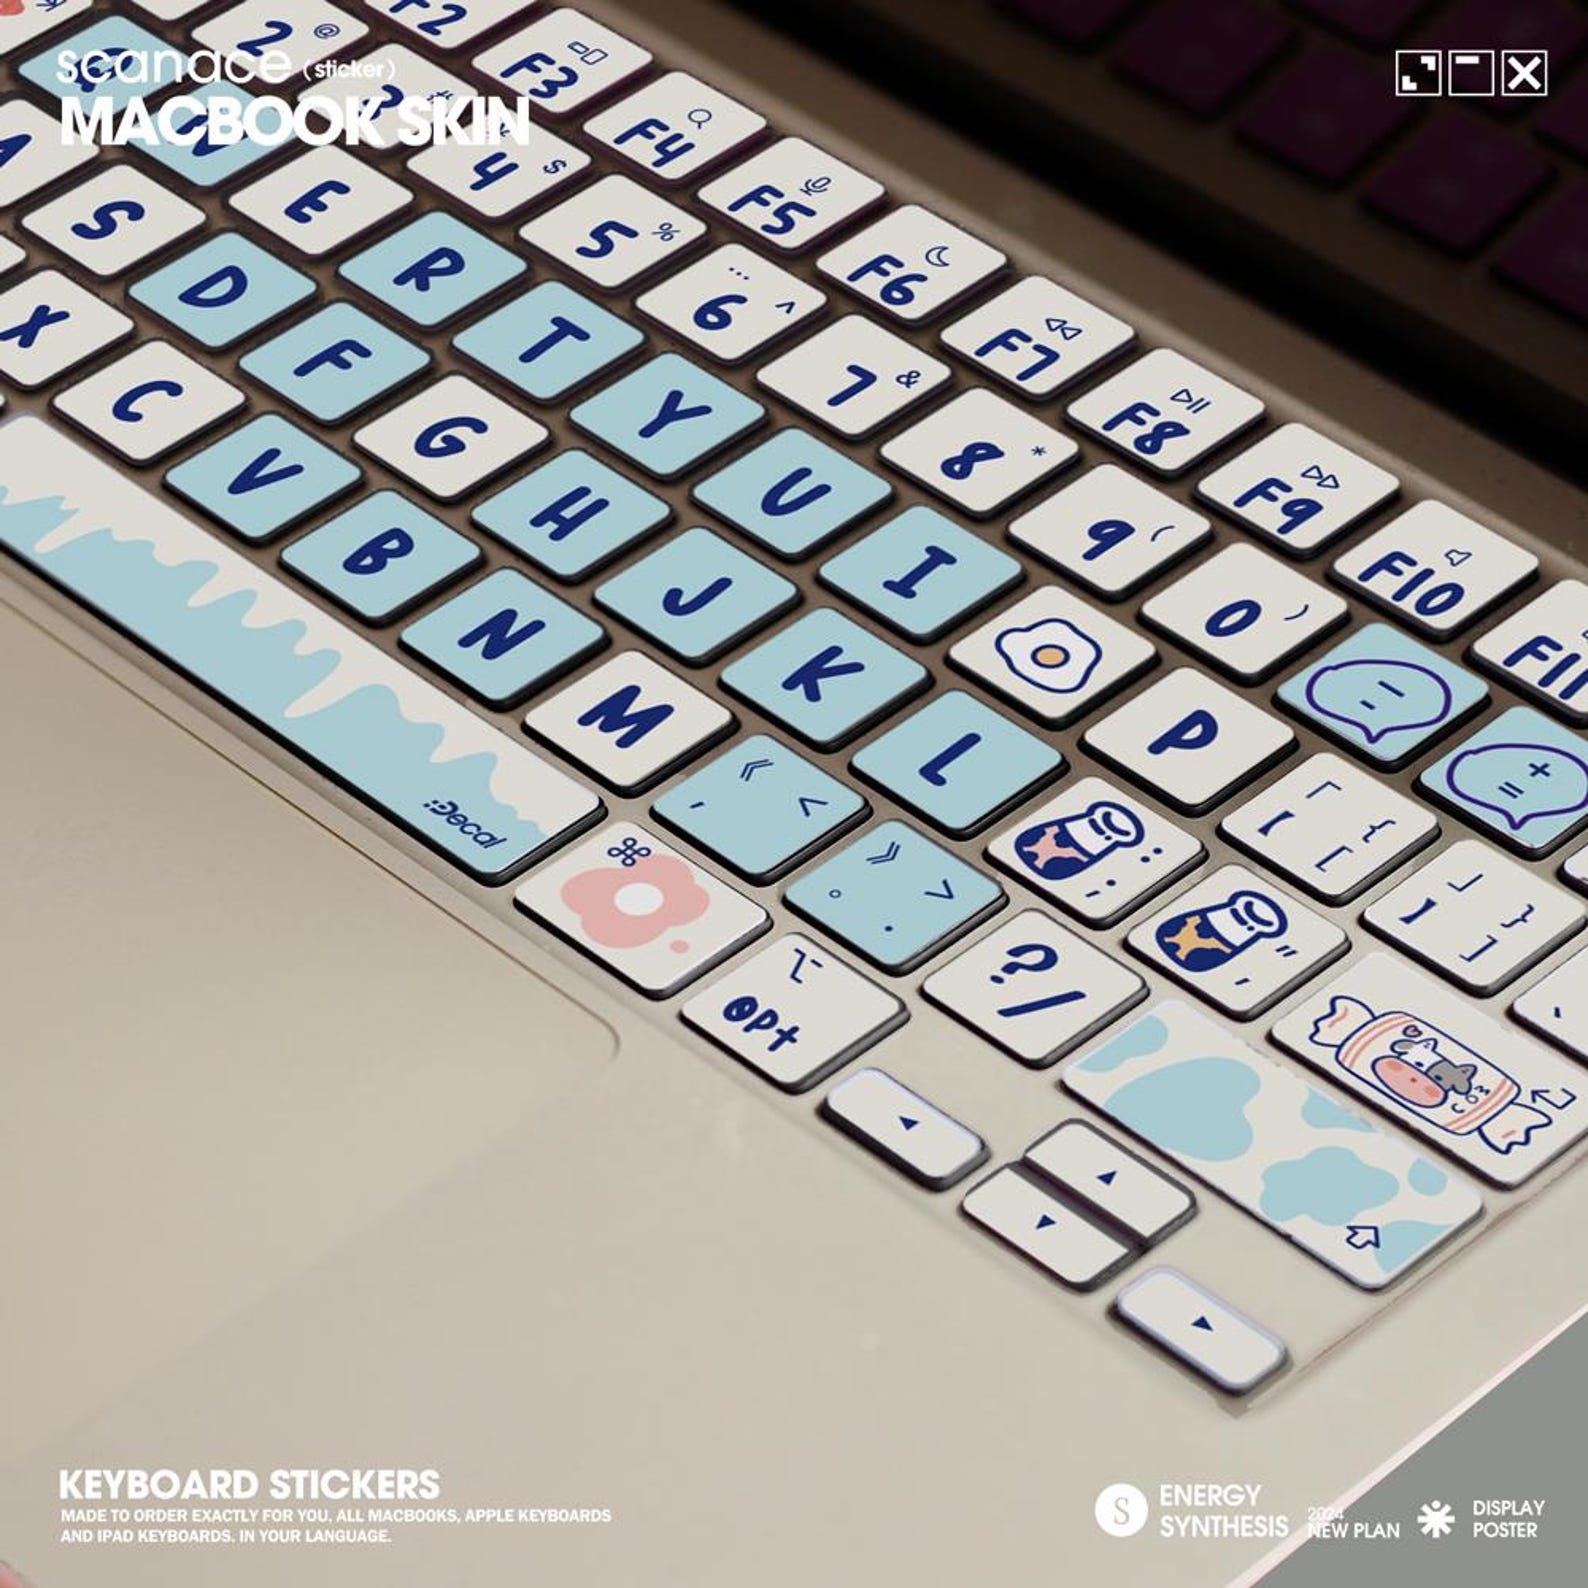 scanace (sticker)
MACBOOK SKIN
F2
F3
F4
F5
F6
F7
F8
F9
F10
F11
2 @
3 #
4 $
5 %
6 ... ^
7 &
8 *
9 (
0 )
-
+ =
Q
W
E
R
T
Y
U
I
P
「 【 { [
」 】 } ]
A
S
D
F
G
H
J
K
L
: ;
" '
X
C
V
B
N
M
《 , <
》 。 > .
? /
COW
:Decal
⌘
⌥
Opt
KEYBOARD STICKERS
MADE TO ORDER EXACTLY FOR YOU, ALL MACBOOKS, APPLE KEYBOARDS
AND IPAD KEYBOARDS. IN YOUR LANGUAGE.
S
ENERGY
SYNTHESIS
2024
NEW PLAN
DISPLAY
POSTER